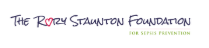 THE RORY STAUNTON FOUNDATION
FOR SEPSIS PREVENTION